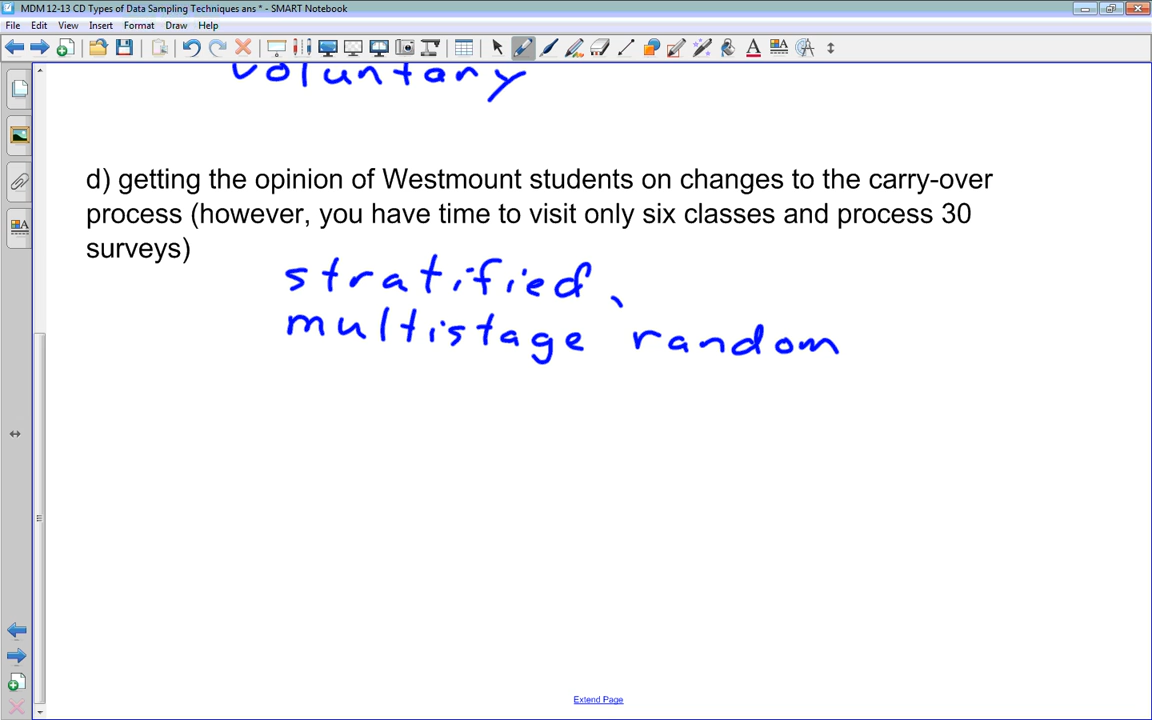 MDM 12-13 CD Types of Data Sampling Techniques ans * - SMART Notebook
File Edit View Insert Format Draw Help
voluntary
d) getting the opinion of Westmount students on changes to the carry-over
process (however, you have time to visit only six classes and process 30
surveys)
stratified,
multistage random
Extend Page